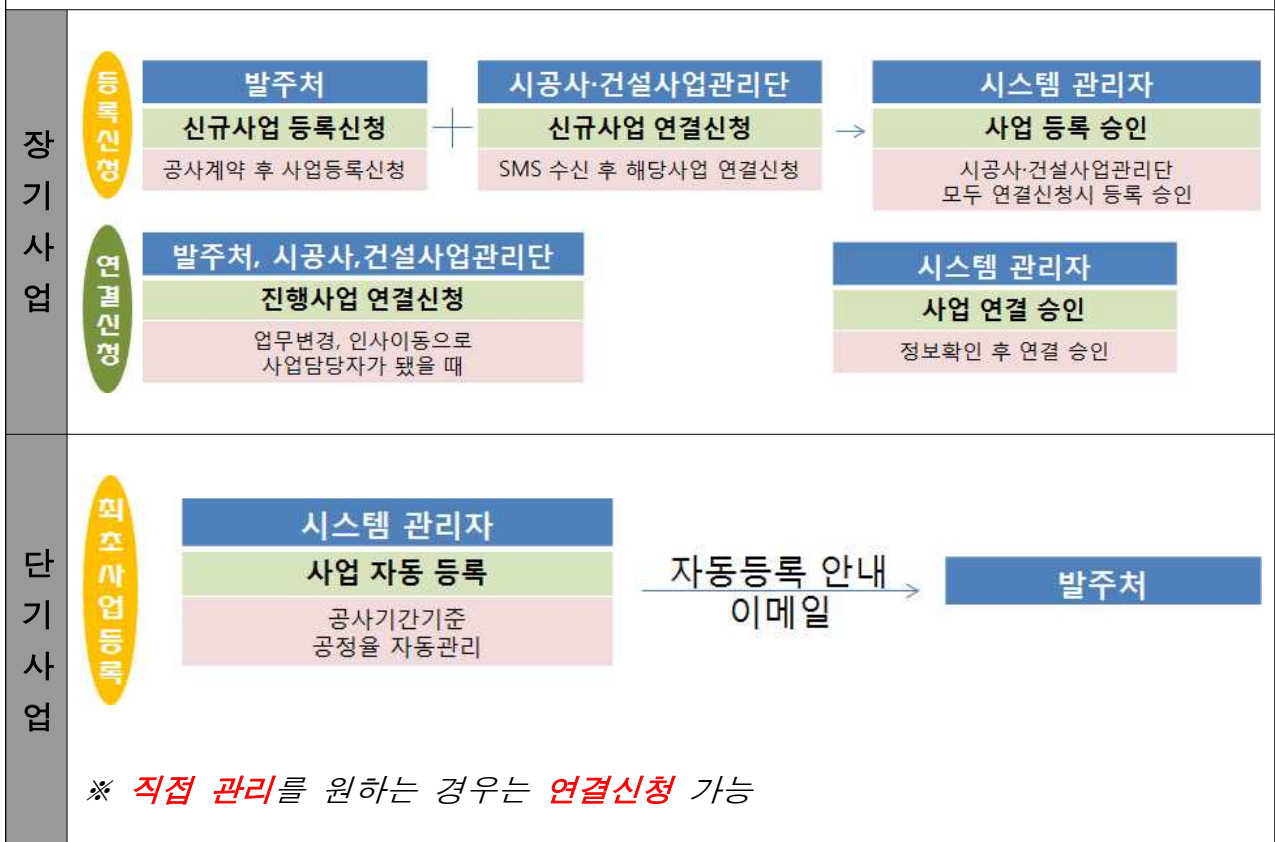 장
기
사
업
등
록
신
청
발주처
신규사업 등록신청
공사계약 후 사업등록신청
시공사·건설사업관리단
신규사업 연결신청
SMS 수신 후 해당사업 연결신청
시스템 관리자
사업 등록 승인
시공사·건설사업관리단
모두 연결신청시 등록 승인
연
결
신
청
발주처, 시공사,건설사업관리단
진행사업 연결신청
업무변경, 인사이동으로
사업담당자가 됐을 때
시스템 관리자
사업 연결 승인
정보확인 후 연결 승인
단
기
사
업
최
초
사
업
등
록
시스템 관리자
사업 자동 등록
공사기간기준
공정율 자동관리
자동등록 안내
이메일
발주처
※ 직접 관리를 원하는 경우는 연결신청 가능